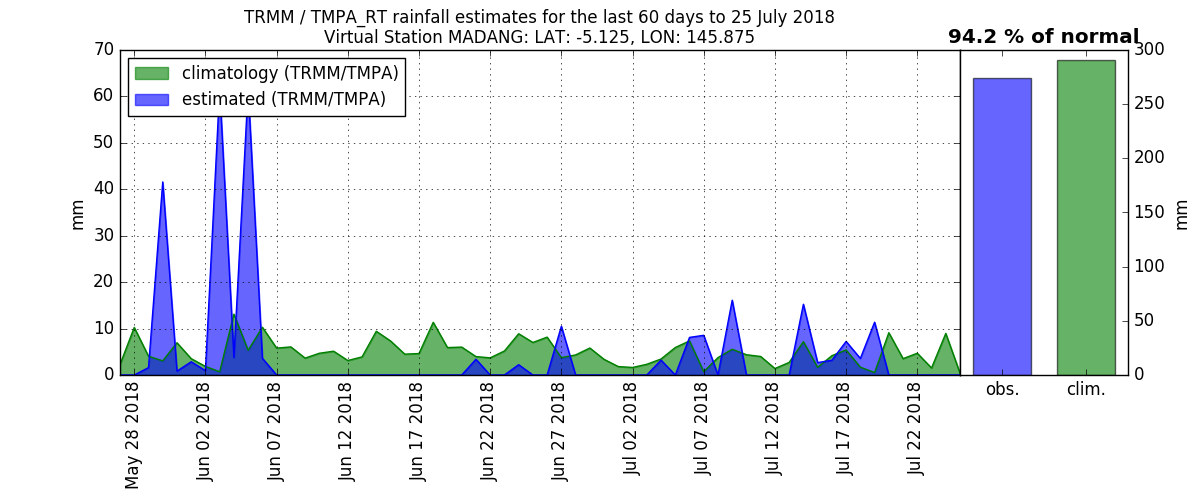 TRMM / TMPA_RT rainfall estimates for the last 60 days to 25 July 2018
Virtual Station MADANG: LAT: -5.125, LON: 145.875
94.2 % of normal
climatology (TRMM/TMPA)
estimated (TRMM/TMPA)
70
60
50
40
30
20
10
0
mm
May 28 2018
Jun 02 2018
Jun 07 2018
Jun 12 2018
Jun 17 2018
Jun 22 2018
Jun 27 2018
Jul 02 2018
Jul 07 2018
Jul 12 2018
Jul 17 2018
Jul 22 2018
300
250
200
150
100
50
0
mm
obs.
clim.